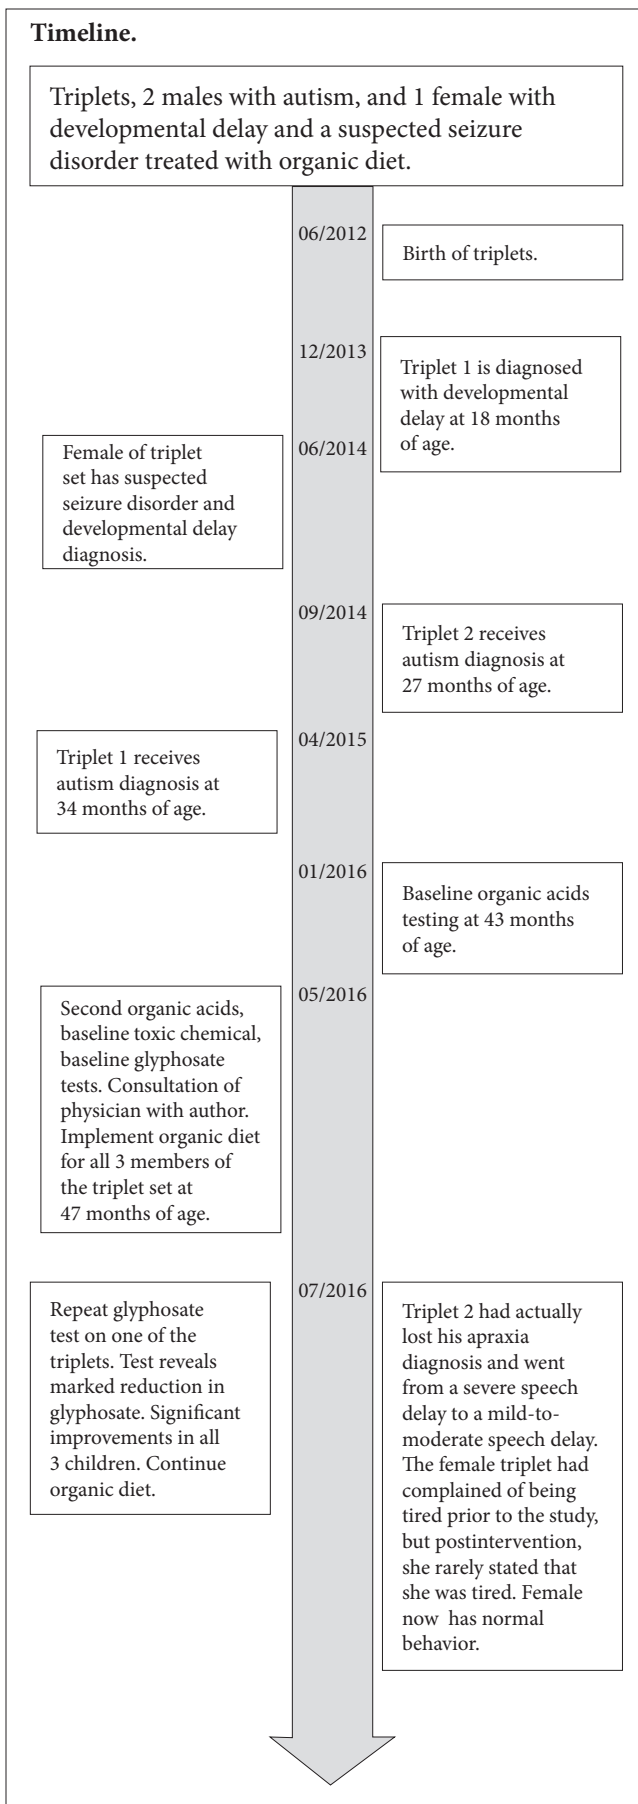 Timeline.
Triplets, 2 males with autism, and 1 female with
developmental delay and a suspected seizure
disorder treated with organic diet.
06/2012
Birth of triplets.
12/2013
Triplet 1 is diagnosed
with developmental
delay at 18 months
of age.
06/2014
Female of triplet
set has suspected
seizure disorder and
developmental delay
diagnosis.
09/2014
Triplet 2 receives
autism diagnosis at
27 months of age.
04/2015
Triplet 1 receives
autism diagnosis at
34 months of age.
01/2016
Baseline organic acids
testing at 43 months
of age.
05/2016
Second organic acids,
baseline toxic chemical,
baseline glyphosate
tests. Consultation of
physician with author.
Implement organic diet
for all 3 members of
the triplet set at
47 months of age.
07/2016
Repeat glyphosate
test on one of the
triplets. Test reveals
marked reduction in
glyphosate. Significant
improvements in all
3 children. Continue
organic diet.
Triplet 2 had actually
lost his apraxia
diagnosis and went
from a severe speech
delay to a mild-to-
moderate speech delay.
The female triplet had
complained of being
tired prior to the study,
but postintervention,
she rarely stated that
she was tired. Female
now has normal
behavior.